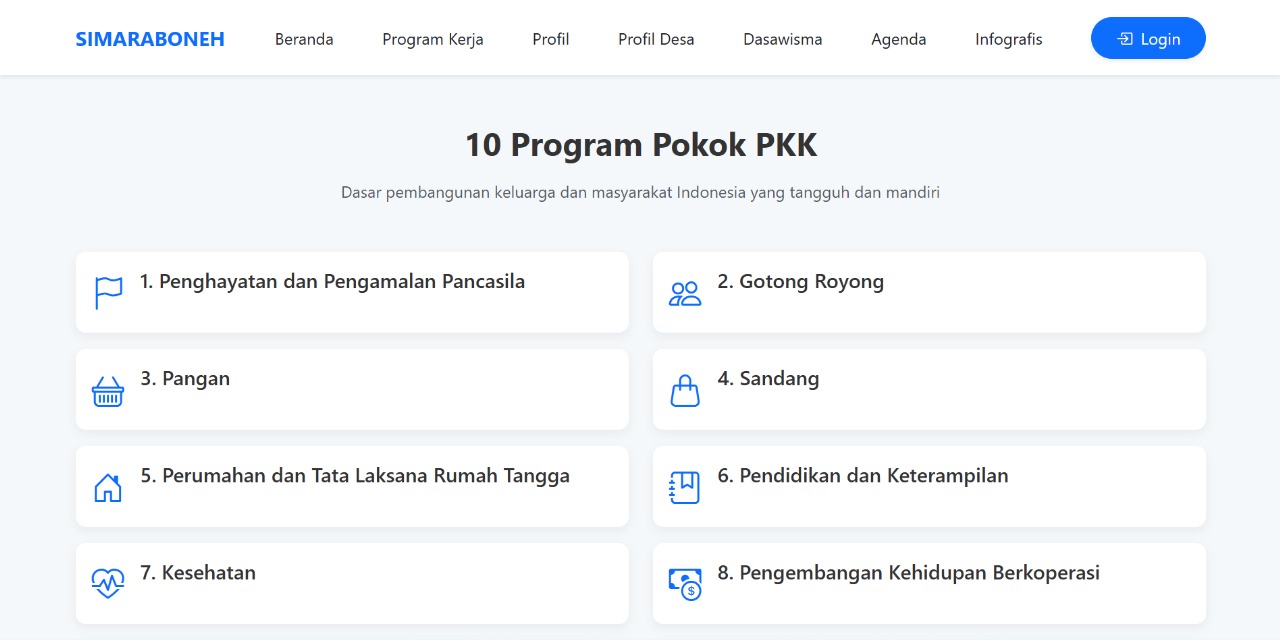 SIMARABONEH
Beranda
Program Kerja
Profil
Profil Desa
Dasawisma
Agenda
Infografis
Login
10 Program Pokok PKK
Dasar pembangunan keluarga dan masyarakat Indonesia yang tangguh dan mandiri
1. Penghayatan dan Pengamalan Pancasila
2. Gotong Royong
3. Pangan
4. Sandang
5. Perumahan dan Tata Laksana Rumah Tangga
6. Pendidikan dan Keterampilan
7. Kesehatan
8. Pengembangan Kehidupan Berkoperasi